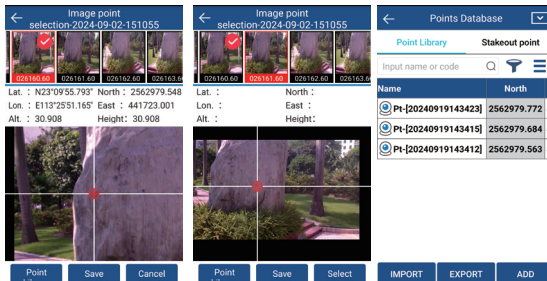 Image point
selection-2024-09-02-151055
026160.60 026161.60 026162.60 026163.6
Lat. : N23°09'55.793" North : 2562979.548
Lon. : E113°25'51.165" East : 441723.001
Alt. : 30.908 Height: 30.908
Point Save Cancel
Image point
selection-2024-09-02-151055
026160.60 026161.60 026162.60 026163.6
Lat. : North :
Lon. : East :
Alt. : Height:
Point Save Select
Points Database
Point Library Stakeout point
Input name or code
Name North
Pt-[20240919143423] 2562979.772
Pt-[20240919143415] 2562979.684
Pt-[20240919143412] 2562979.563
IMPORT EXPORT ADD